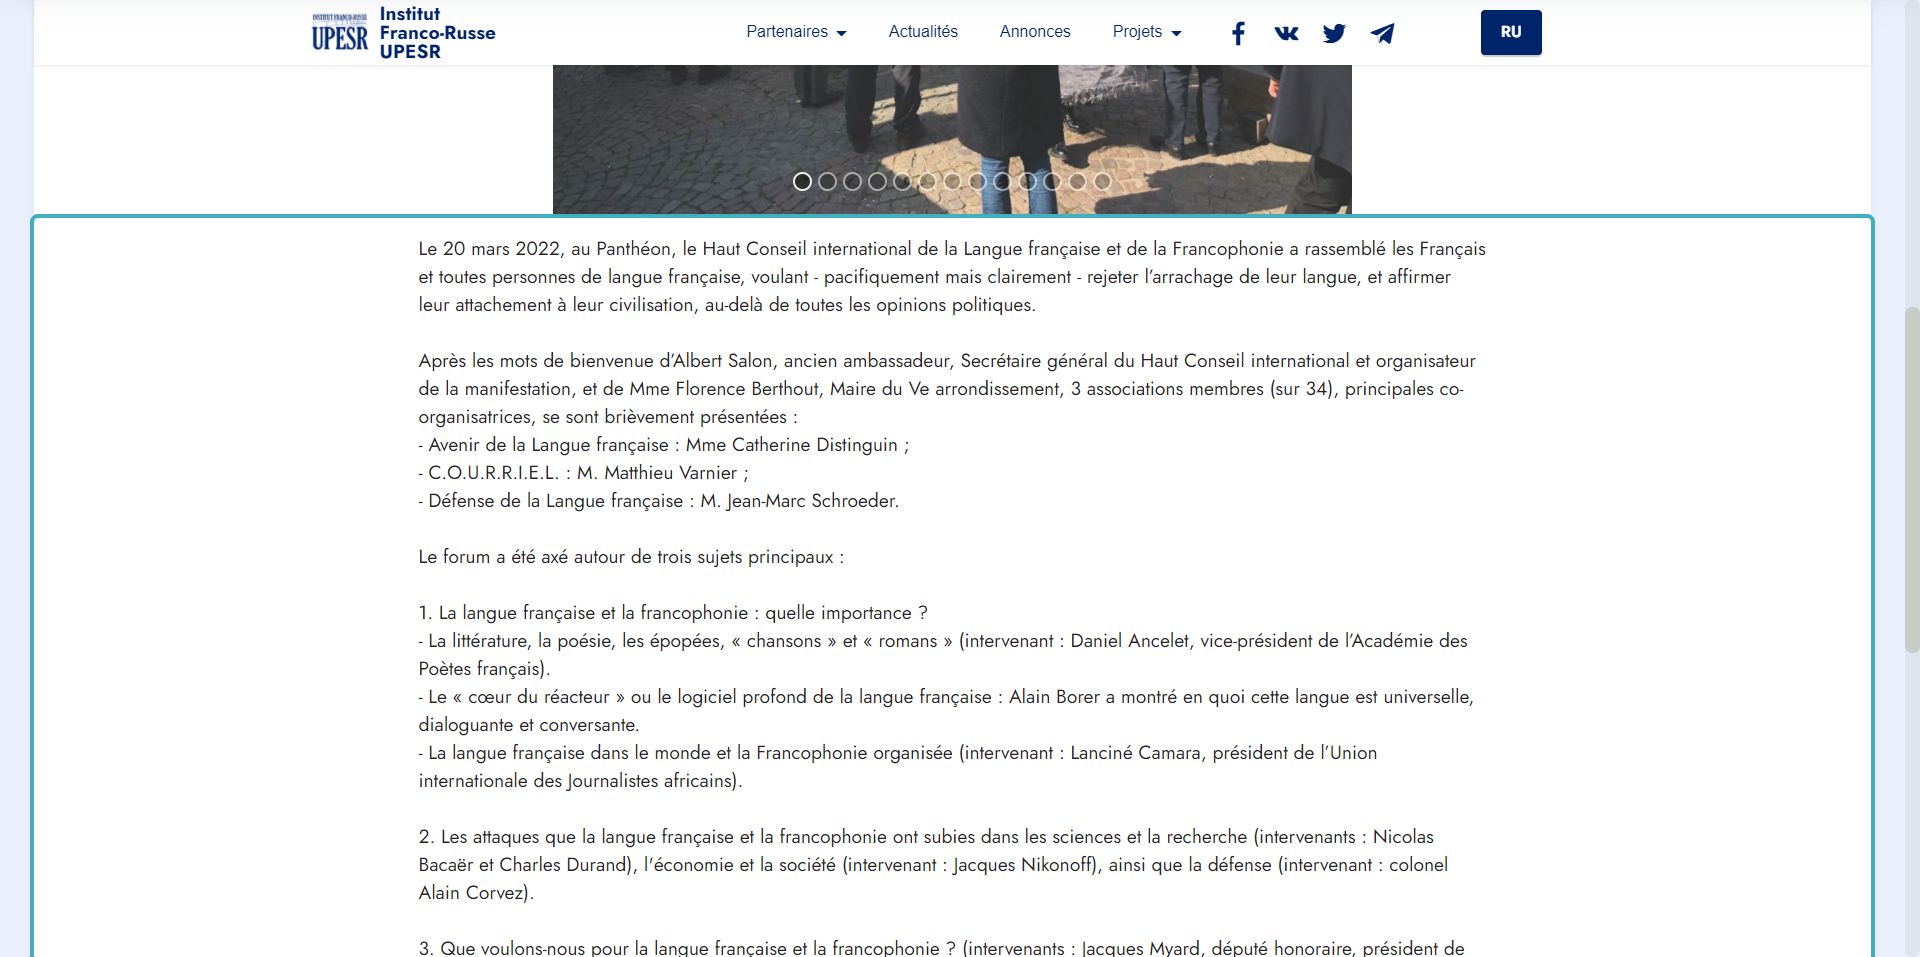 INSTITUT FRANCO-RUSSE
UPESR
Institut
Franco-Russe
UPESR
Partenaires
Actualités
Annonces
Projets
RU
Le 20 mars 2022, au Panthéon, le Haut Conseil international de la Langue française et de la Francophonie a rassemblé les Français
et toutes personnes de langue française, voulant - pacifiquement mais clairement - rejeter l’arrachage de leur langue, et affirmer
leur attachement à leur civilisation, au-delà de toutes les opinions politiques.
Après les mots de bienvenue d’Albert Salon, ancien ambassadeur, Secrétaire général du Haut Conseil international et organisateur
de la manifestation, et de Mme Florence Berthout, Maire du Ve arrondissement, 3 associations membres (sur 34), principales co-
organisatrices, se sont brièvement présentées :
- Avenir de la Langue française : Mme Catherine Distinguin ;
- C.O.U.R.R.I.E.L. : M. Matthieu Varnier ;
- Défense de la Langue française : M. Jean-Marc Schroeder.
Le forum a été axé autour de trois sujets principaux :
1. La langue française et la francophonie : quelle importance ?
- La littérature, la poésie, les épopées, « chansons » et « romans » (intervenant : Daniel Ancelet, vice-président de l’Académie des
Poètes français).
- Le « cœur du réacteur » ou le logiciel profond de la langue française : Alain Borer a montré en quoi cette langue est universelle,
dialoguante et conversante.
- La langue française dans le monde et la Francophonie organisée (intervenant : Lanciné Camara, président de l’Union
internationale des Journalistes africains).
2. Les attaques que la langue française et la francophonie ont subies dans les sciences et la recherche (intervenants : Nicolas
Bacaër et Charles Durand), l'économie et la société (intervenant : Jacques Nikonoff), ainsi que la défense (intervenant : colonel
Alain Corvez).
3. Que voulons-nous pour la langue française et la francophonie ? (intervenants : Jacques Myard, député honoraire, président de